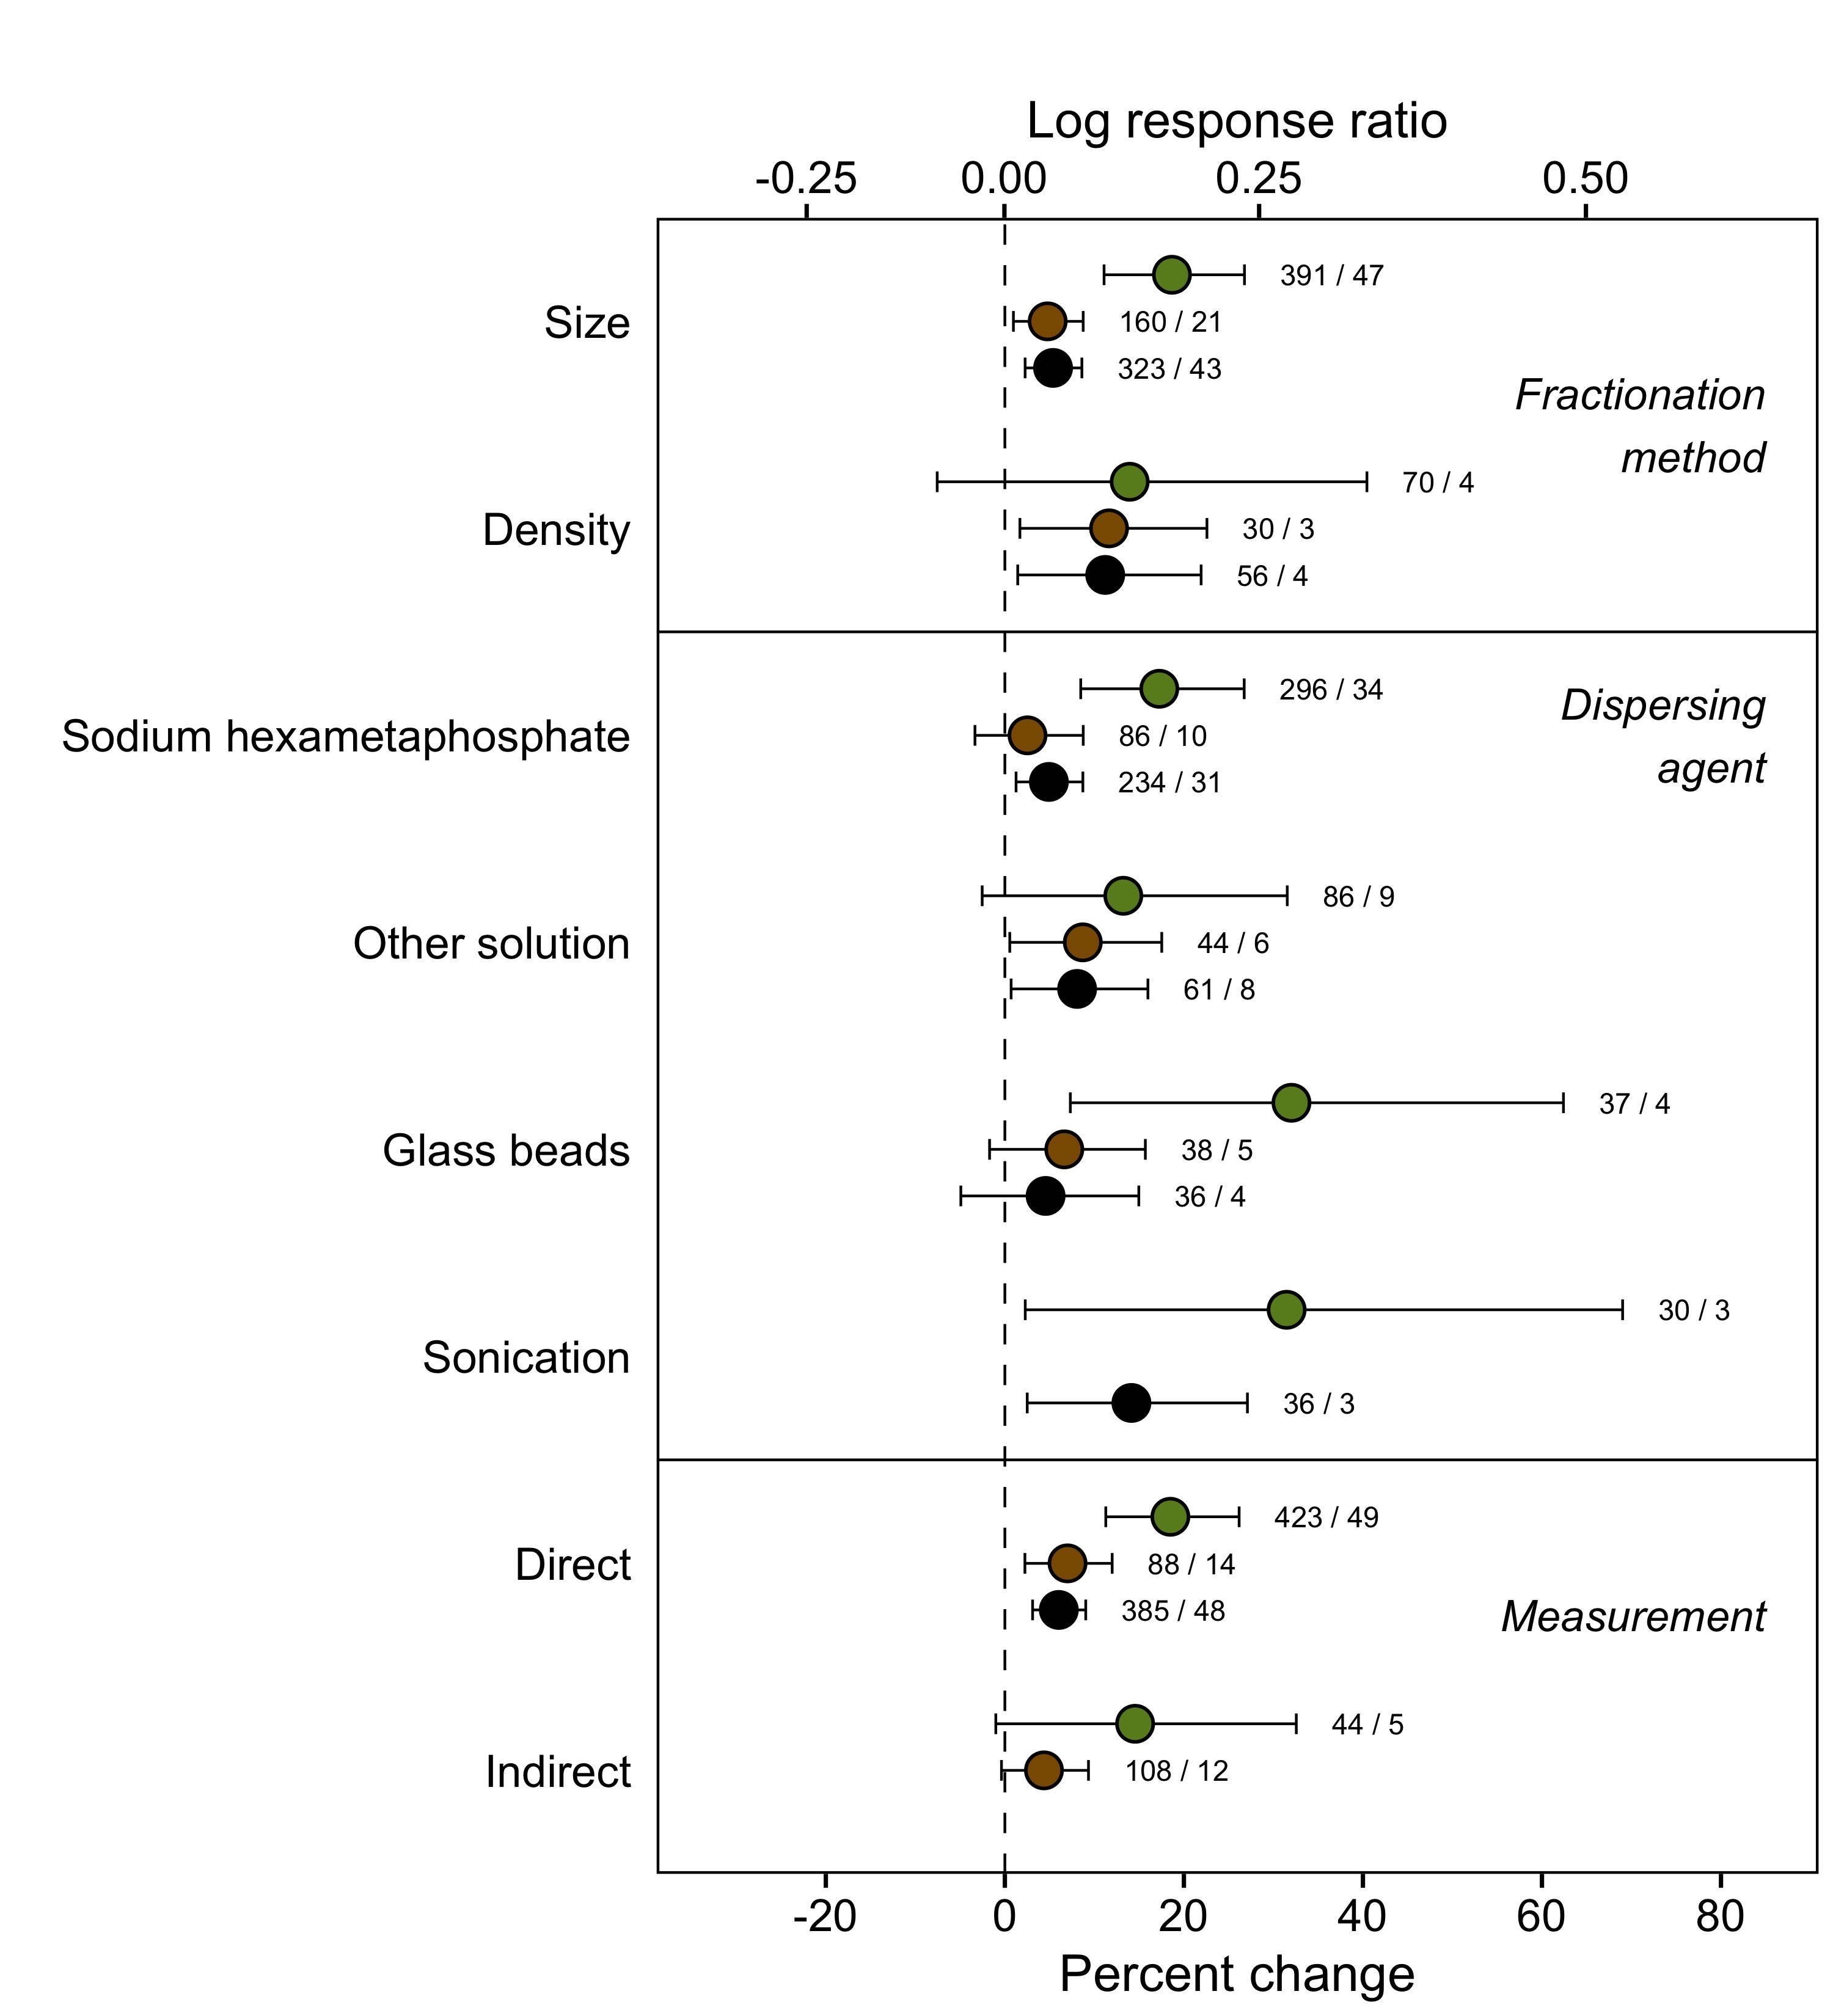 Log response ratio
-0.25 0.00 0.25 0.50
391 / 47
Size 160 / 21
323 / 43
Fractionation
method
70 / 4
Density 30 / 3
56 / 4
296 / 34
Dispersing
agent
Sodium hexametaphosphate 86 / 10
234 / 31
86 / 9
Other solution 44 / 6
61 / 8
37 / 4
Glass beads 38 / 5
36 / 4
30 / 3
Sonication
36 / 3
423 / 49
Direct 88 / 14
385 / 48
Measurement
44 / 5
Indirect 108 / 12
-20 0 20 40 60 80
Percent change